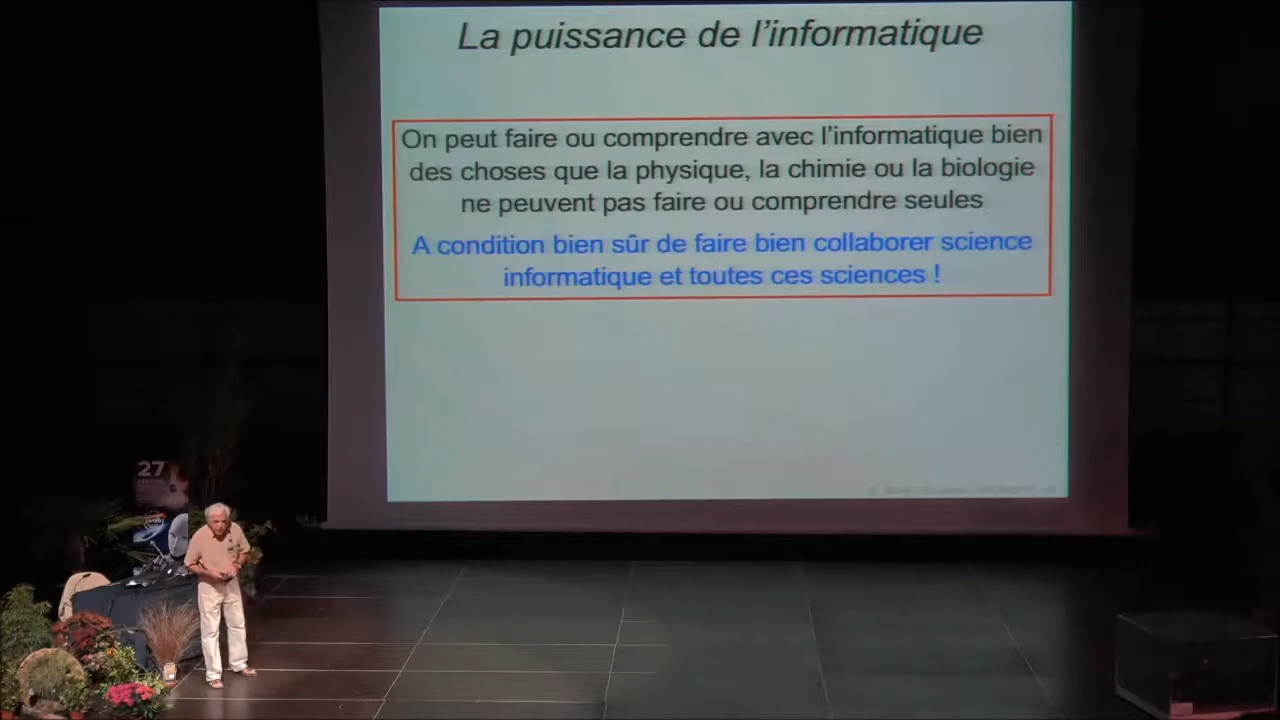 La puissance de l'informatique
On peut faire ou comprendre avec l'informatique bien
des choses que la physique, la chimie ou la biologie
ne peuvent pas faire ou comprendre seules
A condition bien sûr de faire bien collaborer science
informatique et toutes ces sciences !
27